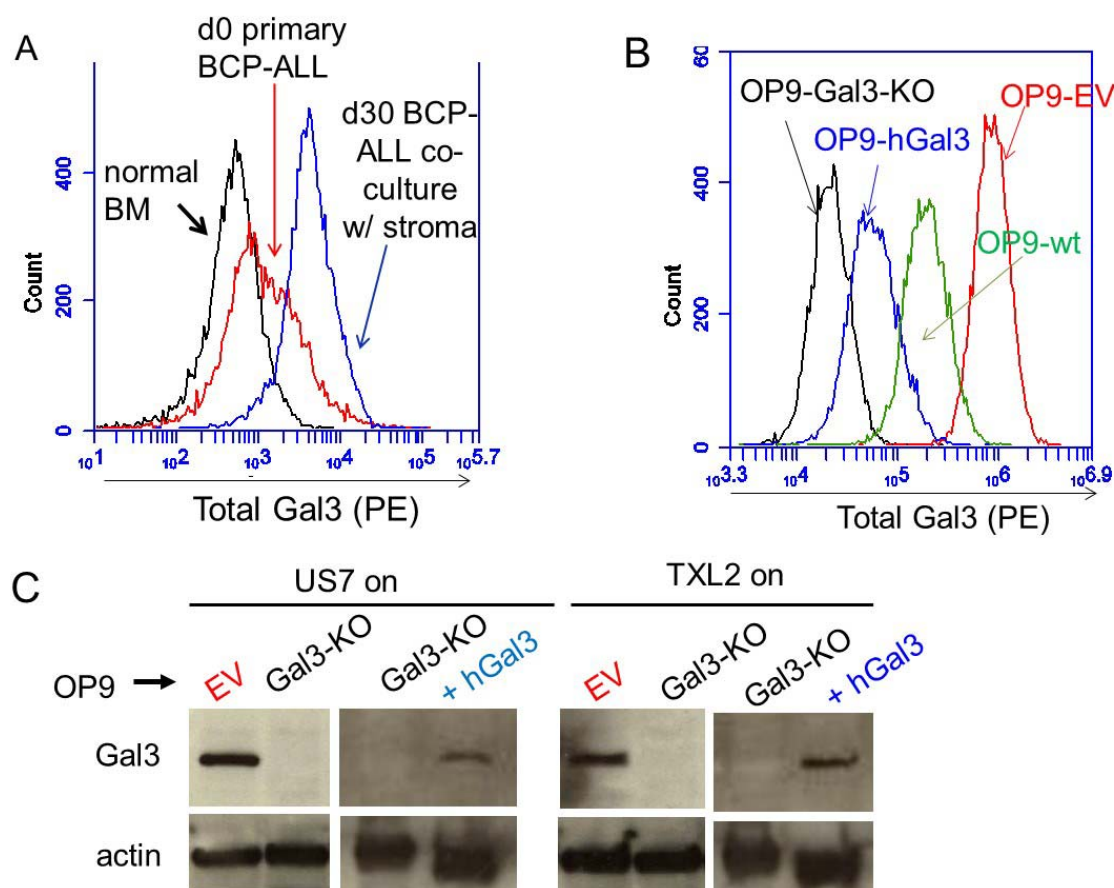 A
d0 primary
BCP-ALL
normal
BM
d30 BCP-
ALL co-
culture
w/ stroma
Count
400
200
0
10^1 10^2 10^3 10^4 10^5 10^5.7
Total Gal3 (PE)
B
OP9-Gal3-KO
OP9-EV
OP9-hGal3
OP9-wt
Count
60
400
200
0
10^3.3 10^4 10^5 10^6 10^6.9
Total Gal3 (PE)
C
US7 on
TXL2 on
OP9
EV
Gal3-KO
Gal3-KO
+ hGal3
EV
Gal3-KO
Gal3-KO
+ hGal3
Gal3
actin